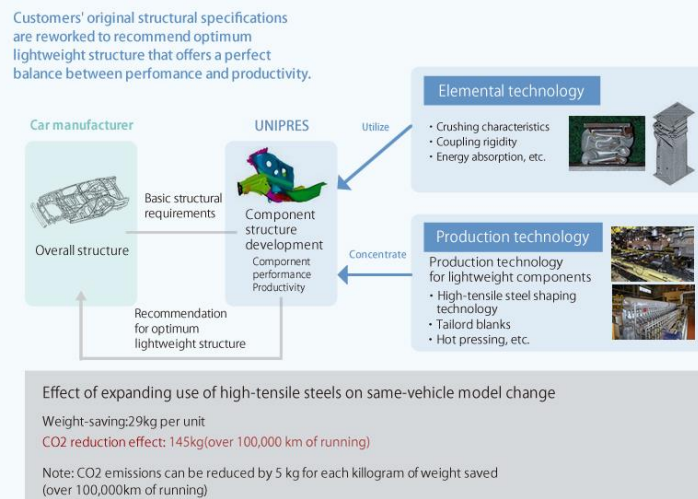 Customers' original structural specifications
are reworked to recommend optimum
lightweight structure that offers a perfect
balance between perfomance and productivity.
Car manufacturer
Overall structure
Basic structural
requirements
UNIPRES
Component
structure
development
Compornent
performance
Productivity
Recommendation
for optimum
lightweight structure
Utilize
Elemental technology
・Crushing characteristics
・Coupling rigidity
・Energy absorption, etc.
Concentrate
Production technology
Production technology
for lightweight components
・High-tensile steel shaping
technology
・Tailord blanks
・Hot pressing, etc.
Effect of expanding use of high-tensile steels on same-vehicle model change
Weight-saving:29kg per unit
CO2 reduction effect: 145kg(over 100,000 km of running)
Note: CO2 emissions can be reduced by 5 kg for each killogram of weight saved
(over 100,000km of running)